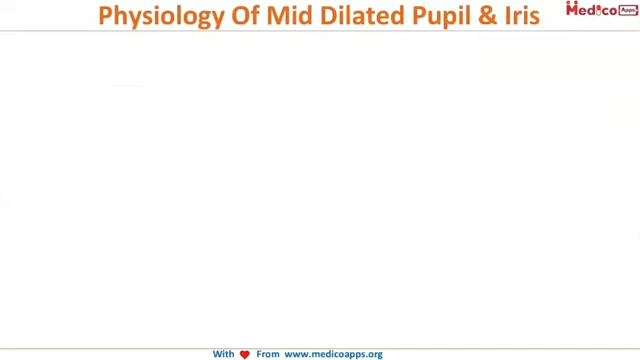 Physiology Of Mid Dilated Pupil & Iris
Medico Apps
With From www.medicoapps.org